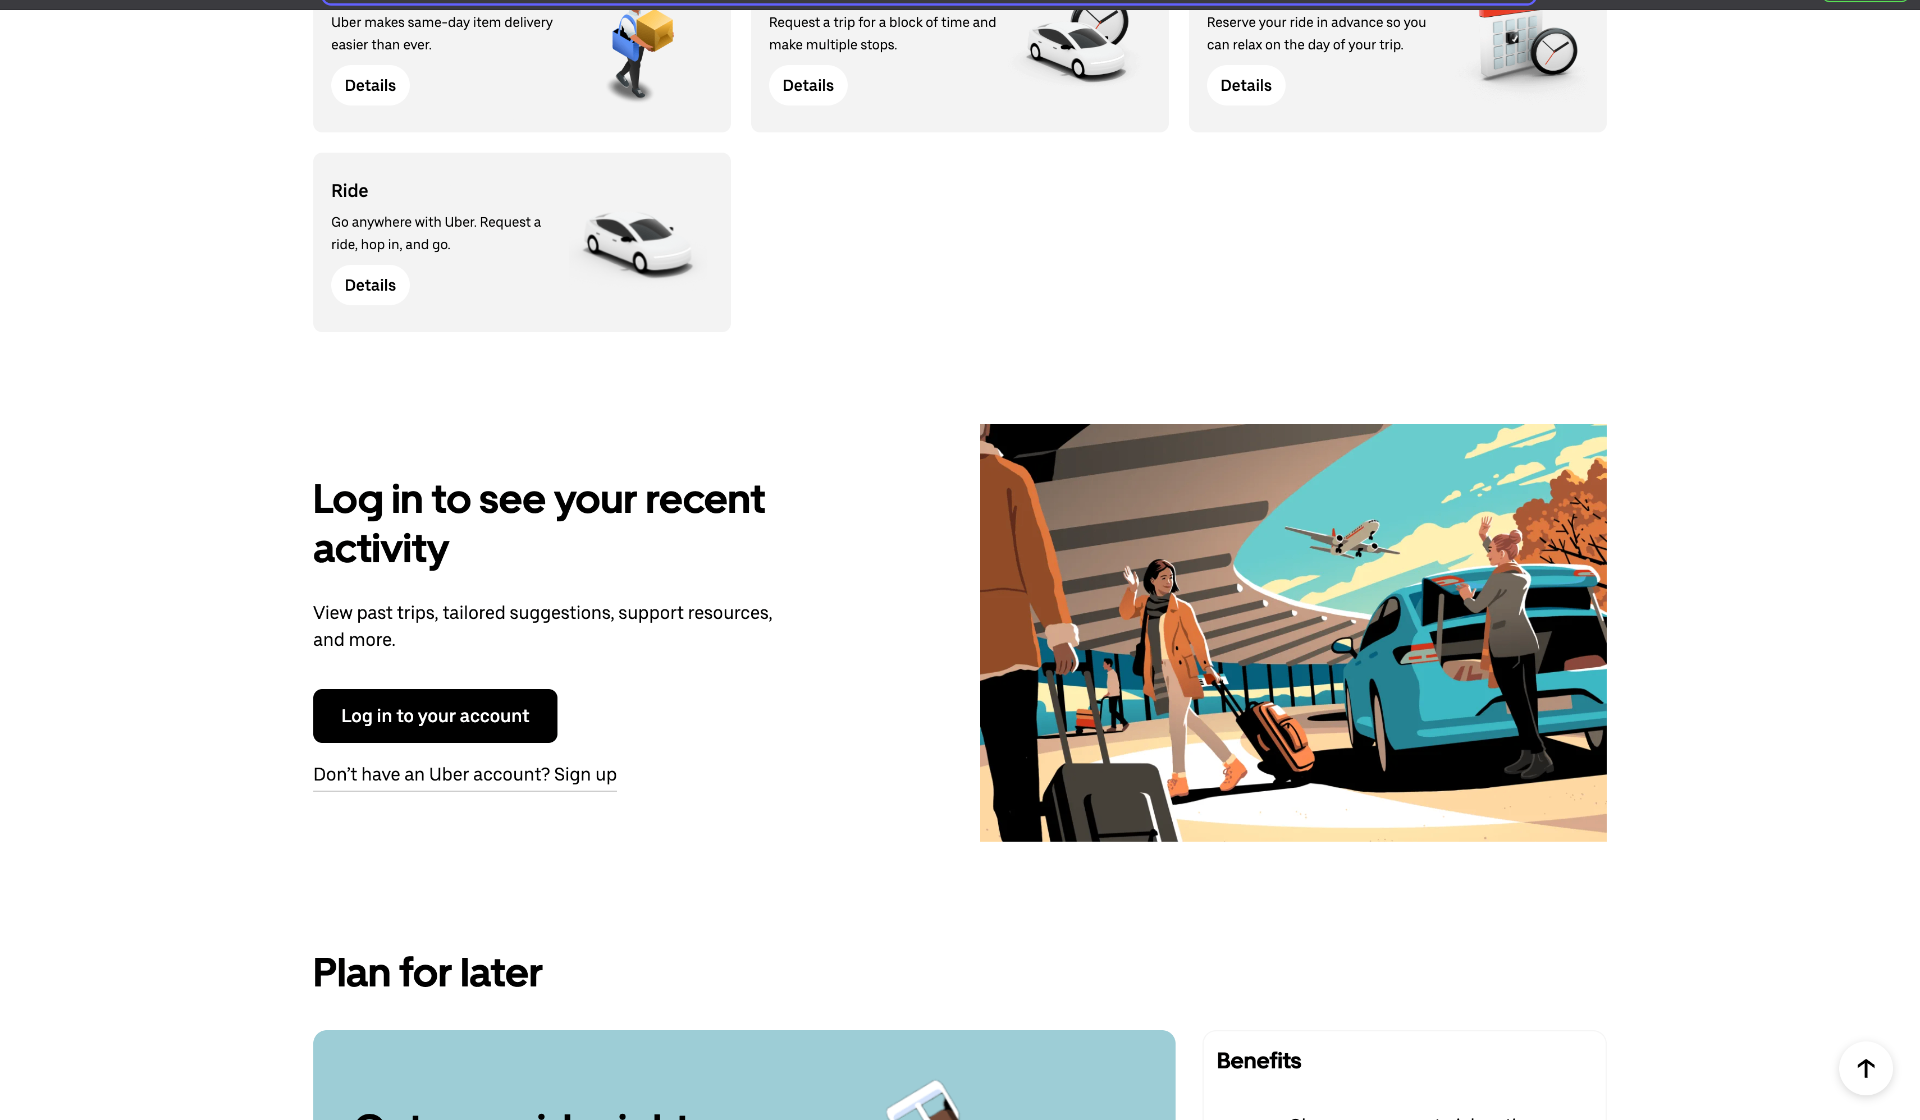 Uber makes same-day item delivery
easier than ever.
Details
Request a trip for a block of time and
make multiple stops.
Details
Reserve your ride in advance so you
can relax on the day of your trip.
Details
Ride
Go anywhere with Uber. Request a
ride, hop in, and go.
Details
Log in to see your recent
activity
View past trips, tailored suggestions, support resources,
and more.
Log in to your account
Don’t have an Uber account? Sign up
Plan for later
Benefits